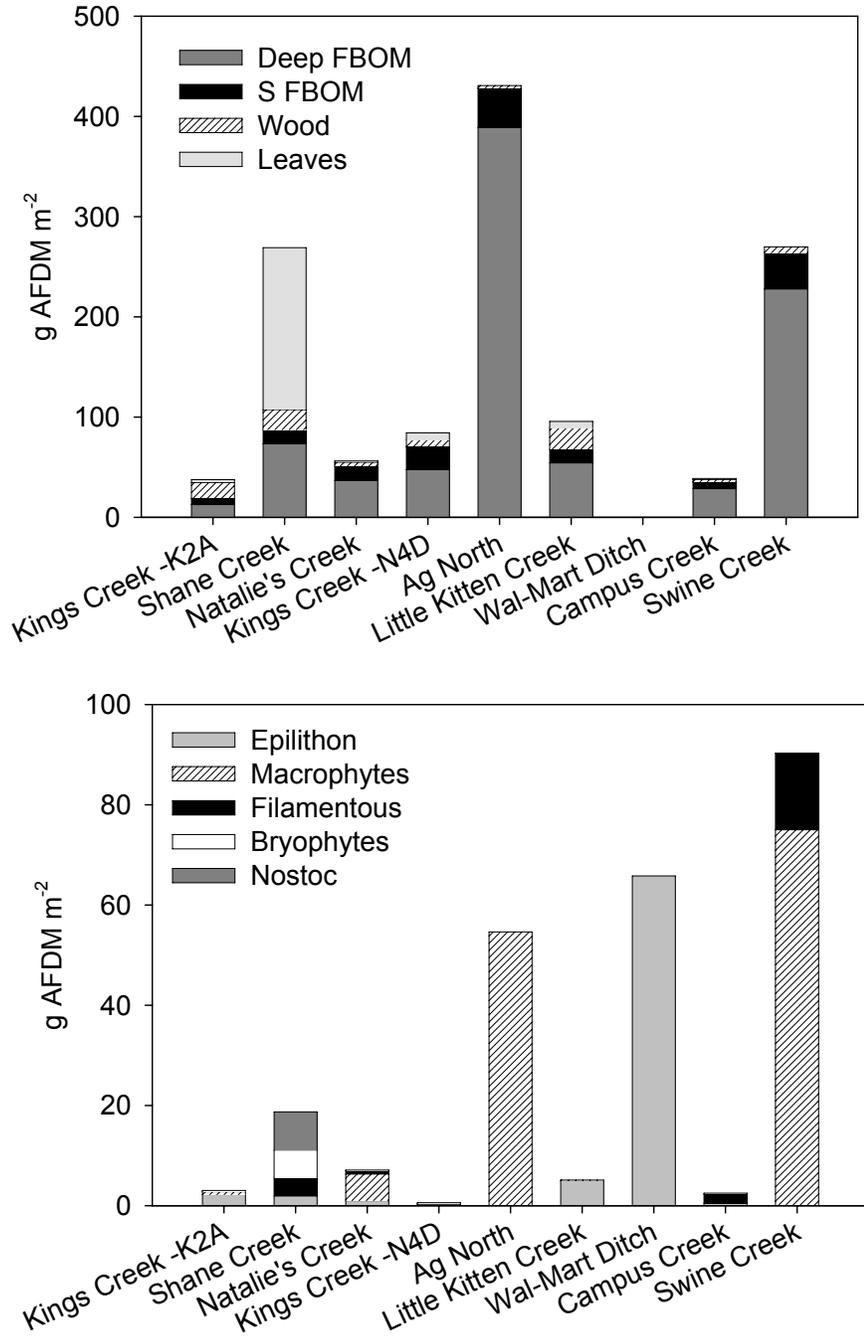 500
400
300
200
100
0
g AFDM m-2
Deep FBOM
S FBOM
Wood
Leaves
Kings Creek -K2A
Shane Creek
Natalie's Creek
Kings Creek -N4D
Ag North
Little Kitten Creek
Wal-Mart Ditch
Campus Creek
Swine Creek
100
80
60
40
20
0
g AFDM m-2
Epilithon
Macrophytes
Filamentous
Bryophytes
Nostoc
Kings Creek -K2A
Shane Creek
Natalie's Creek
Kings Creek -N4D
Ag North
Little Kitten Creek
Wal-Mart Ditch
Campus Creek
Swine Creek